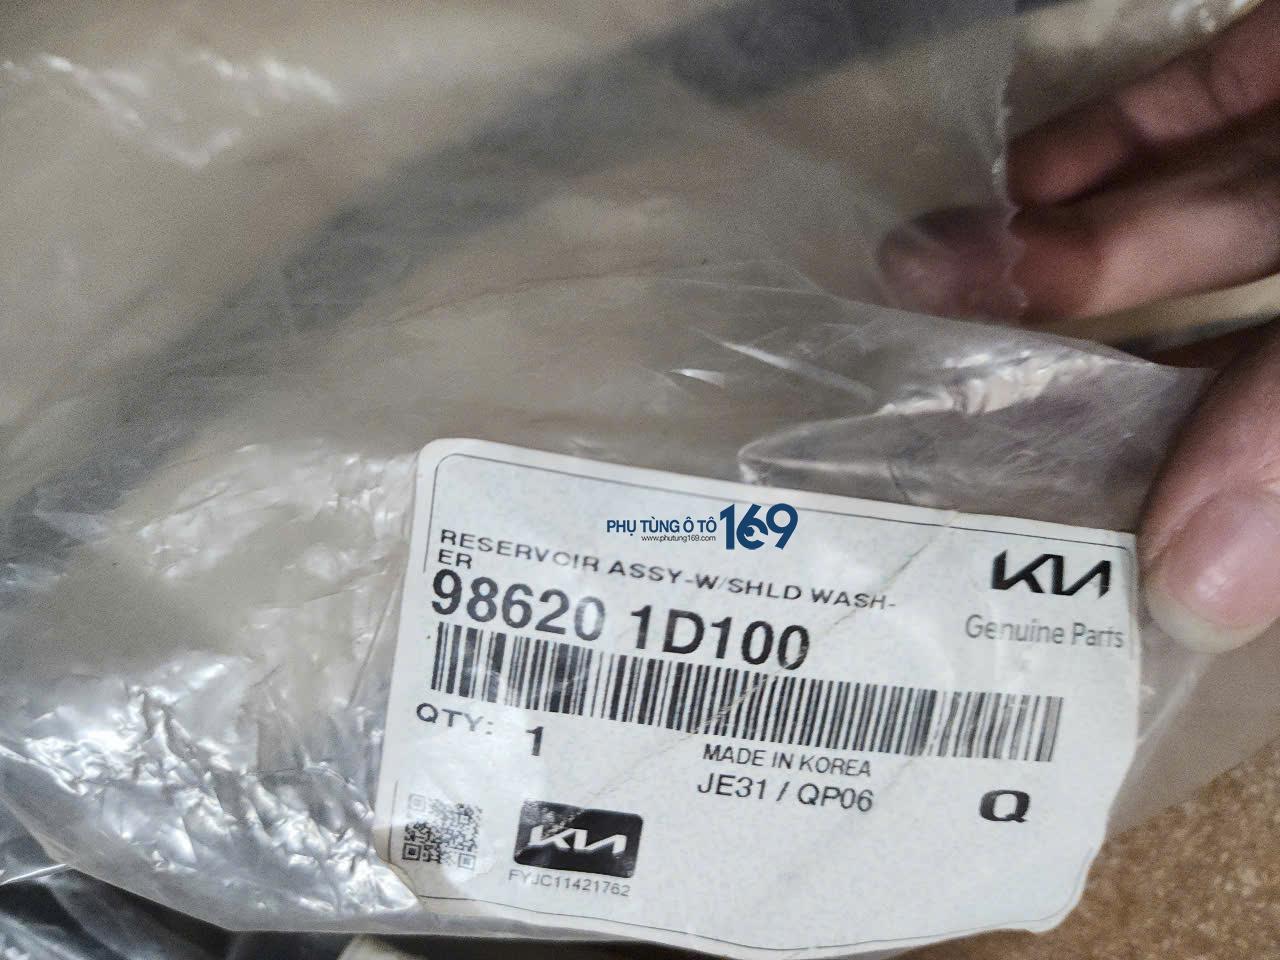 PHỤ TÙNG Ô TÔ 169
www.phutung169.com
RESERVOIR ASSY-W/SHLD WASH-
ER
98620 1D100
KIA
Genuine Parts
QTY: 1
MADE IN KOREA
JE31 / QP06
Q
KIA
FYJC11421762